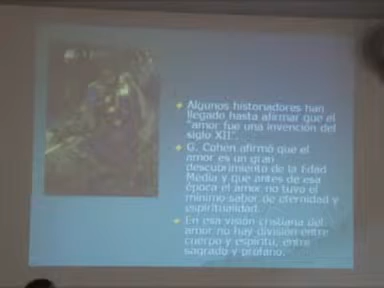 Algunos historiadores han
llegado hasta afirmar que el
"amor fue una invención del
siglo XII".
G. Cohen afirmó que el
amor es un gran
descubrimiento de la Edad
Media y que antes de esa
época el amor no tuvo el
mínimo sabor de eternidad y
espiritualidad.
En esa visión cristiana del
amor no hay división entre
cuerpo y espíritu, entre
sagrado y profano.